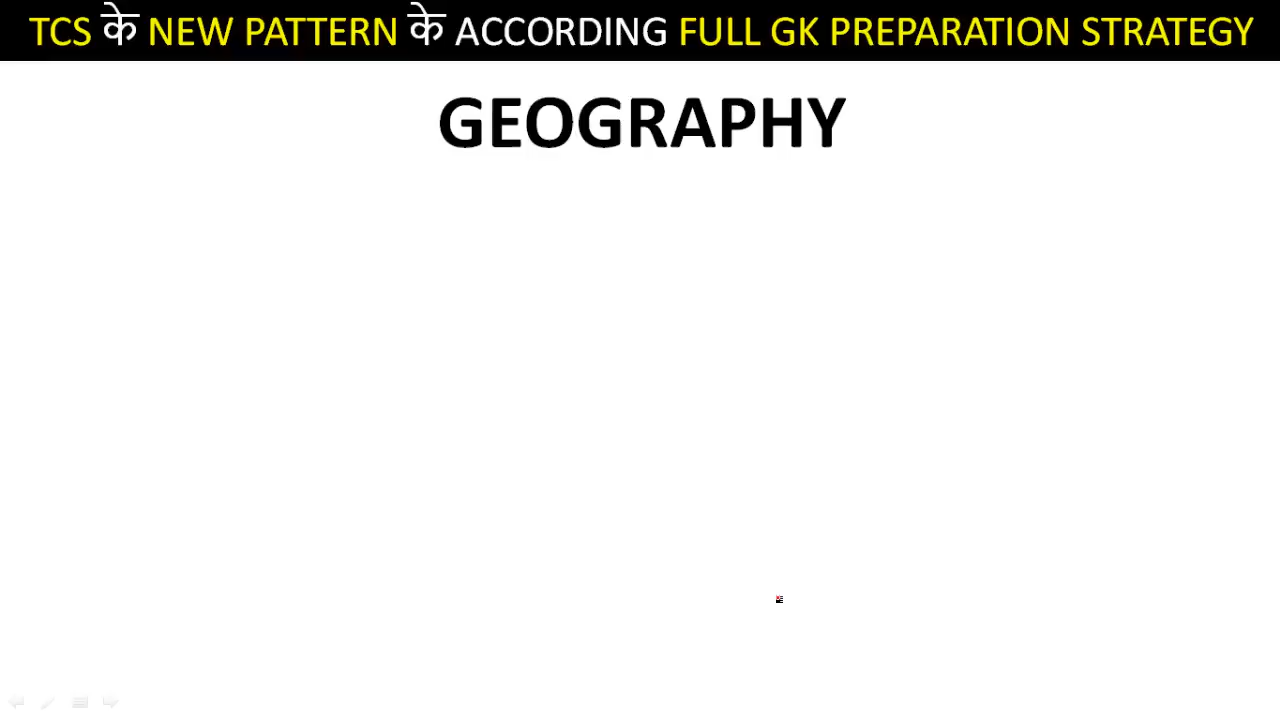 TCS के NEW PATTERN के ACCORDING FULL GK PREPARATION STRATEGY
GEOGRAPHY